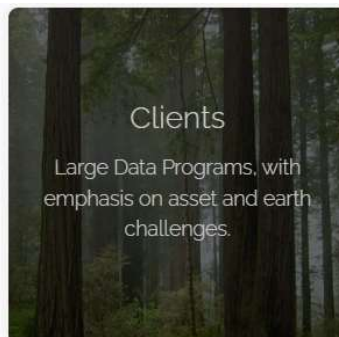 Clients
Large Data Programs, with
emphasis on asset and earth
challenges.